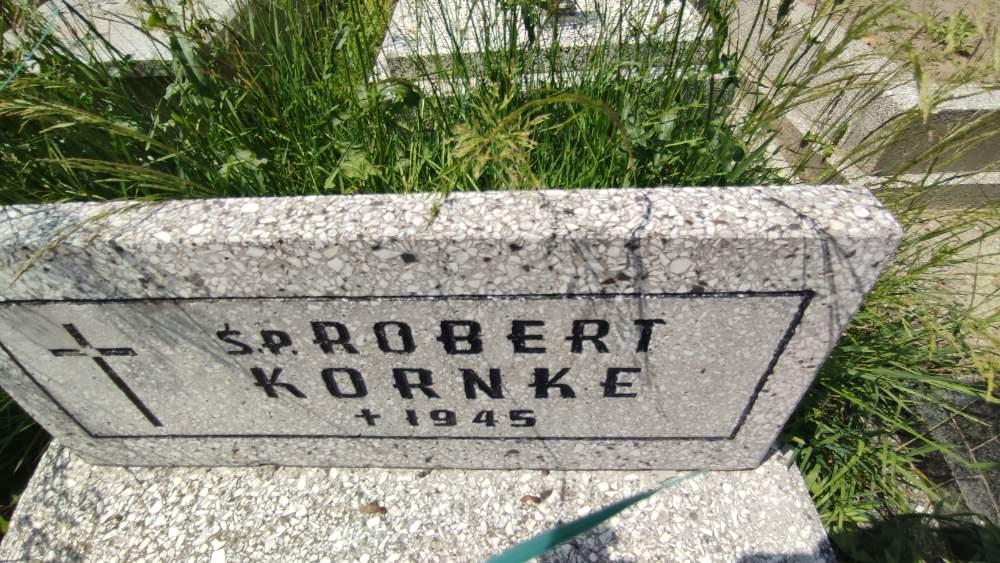 Ś.P. ROBERT
KORNKE
✝ 1945